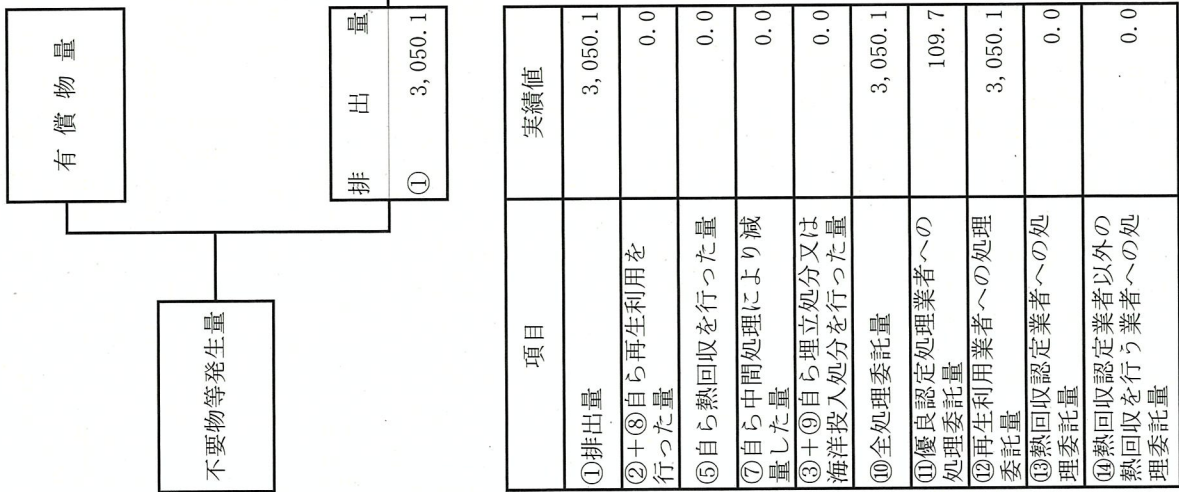 有償物量
不要物等発生量
排出量
① 3,050.1
項目 実績値
①排出量 3,050.1
②+⑧自ら再生利用を
行った量 0.0
⑤自ら熱回収を行った量 0.0
⑦自ら中間処理により減
量した量 0.0
③+⑨自ら埋立処分又は
海洋投入処分を行った量 0.0
⑩全処理委託量 3,050.1
⑪優良認定処理業者への
処理委託量 109.7
⑫再生利用業者への処理
委託量 3,050.1
⑬熱回収認定業者への処
理委託量 0.0
⑭熱回収認定業者以外の
熱回収を行う業者への処
理委託量 0.0